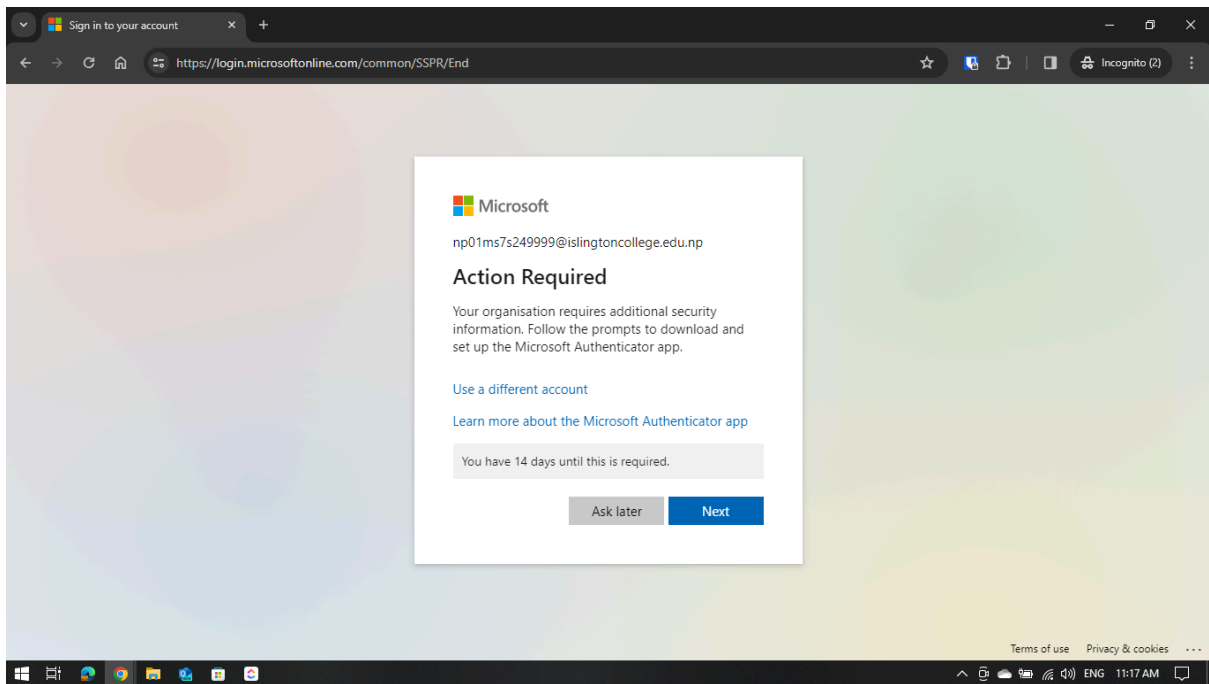 Sign in to your account
https://login.microsoftonline.com/common/SSPR/End
Incognito (2)
Microsoft
np01ms7s249999@islingtoncollege.edu.np
Action Required
Your organisation requires additional security
information. Follow the prompts to download and
set up the Microsoft Authenticator app.
Use a different account
Learn more about the Microsoft Authenticator app
You have 14 days until this is required.
Ask later Next
Terms of use Privacy & cookies ...
ENG 11:17 AM